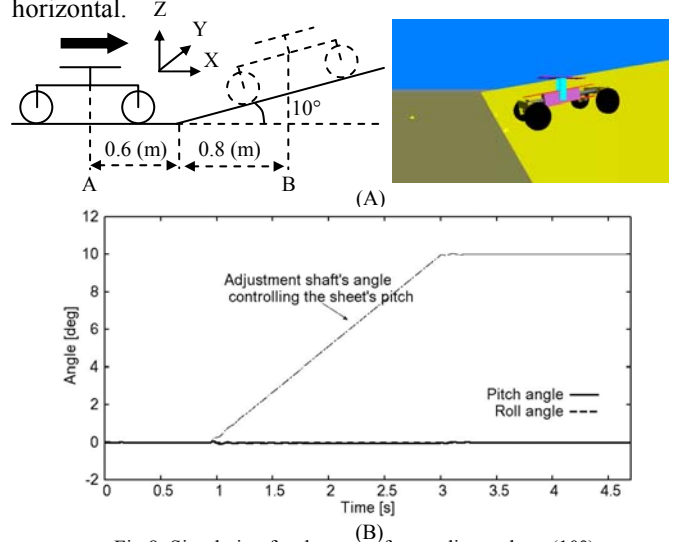 horizontal.
Z
Y
X
10°
0.6 (m)
0.8 (m)
A
B
(A)
12
10
8
6
4
2
0
-2
Angle [deg]
Adjustment shaft's angle
controlling the sheet's pitch
Pitch angle
Roll angle
0
0.5
1
1.5
2
2.5
3
3.5
4
4.5
Time [s]
(B)